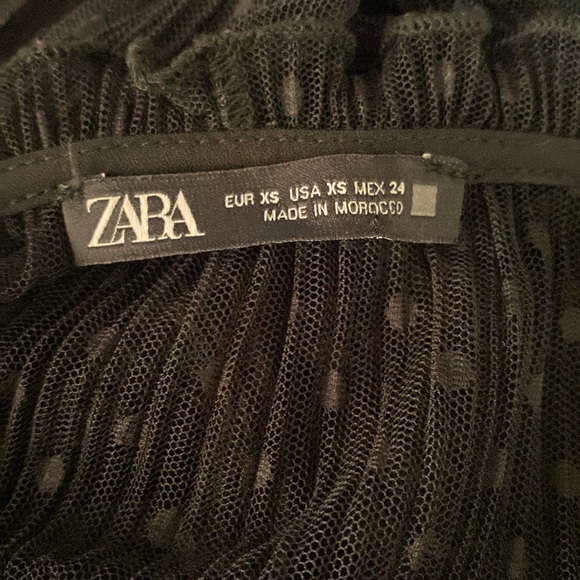 ZARA
EUR XS USA XS MEX 24
MADE IN MOROCCO